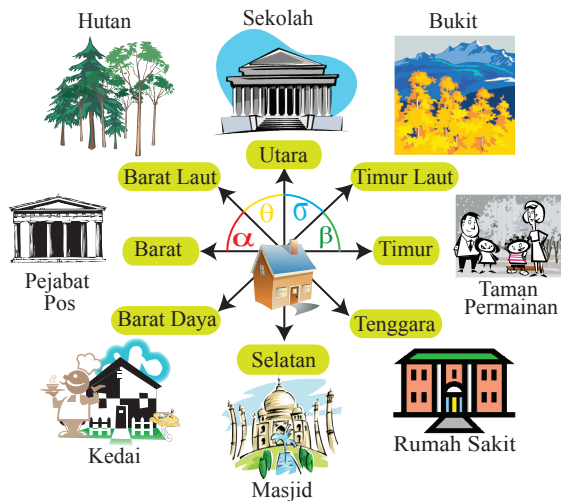 Hutan
Sekolah
Bukit
Utara
Barat Laut
Timur Laut
θ
σ
α
β
Barat
Timur
Pejabat
Pos
Taman
Permainan
Barat Daya
Tenggara
Selatan
Kedai
Masjid
Rumah Sakit